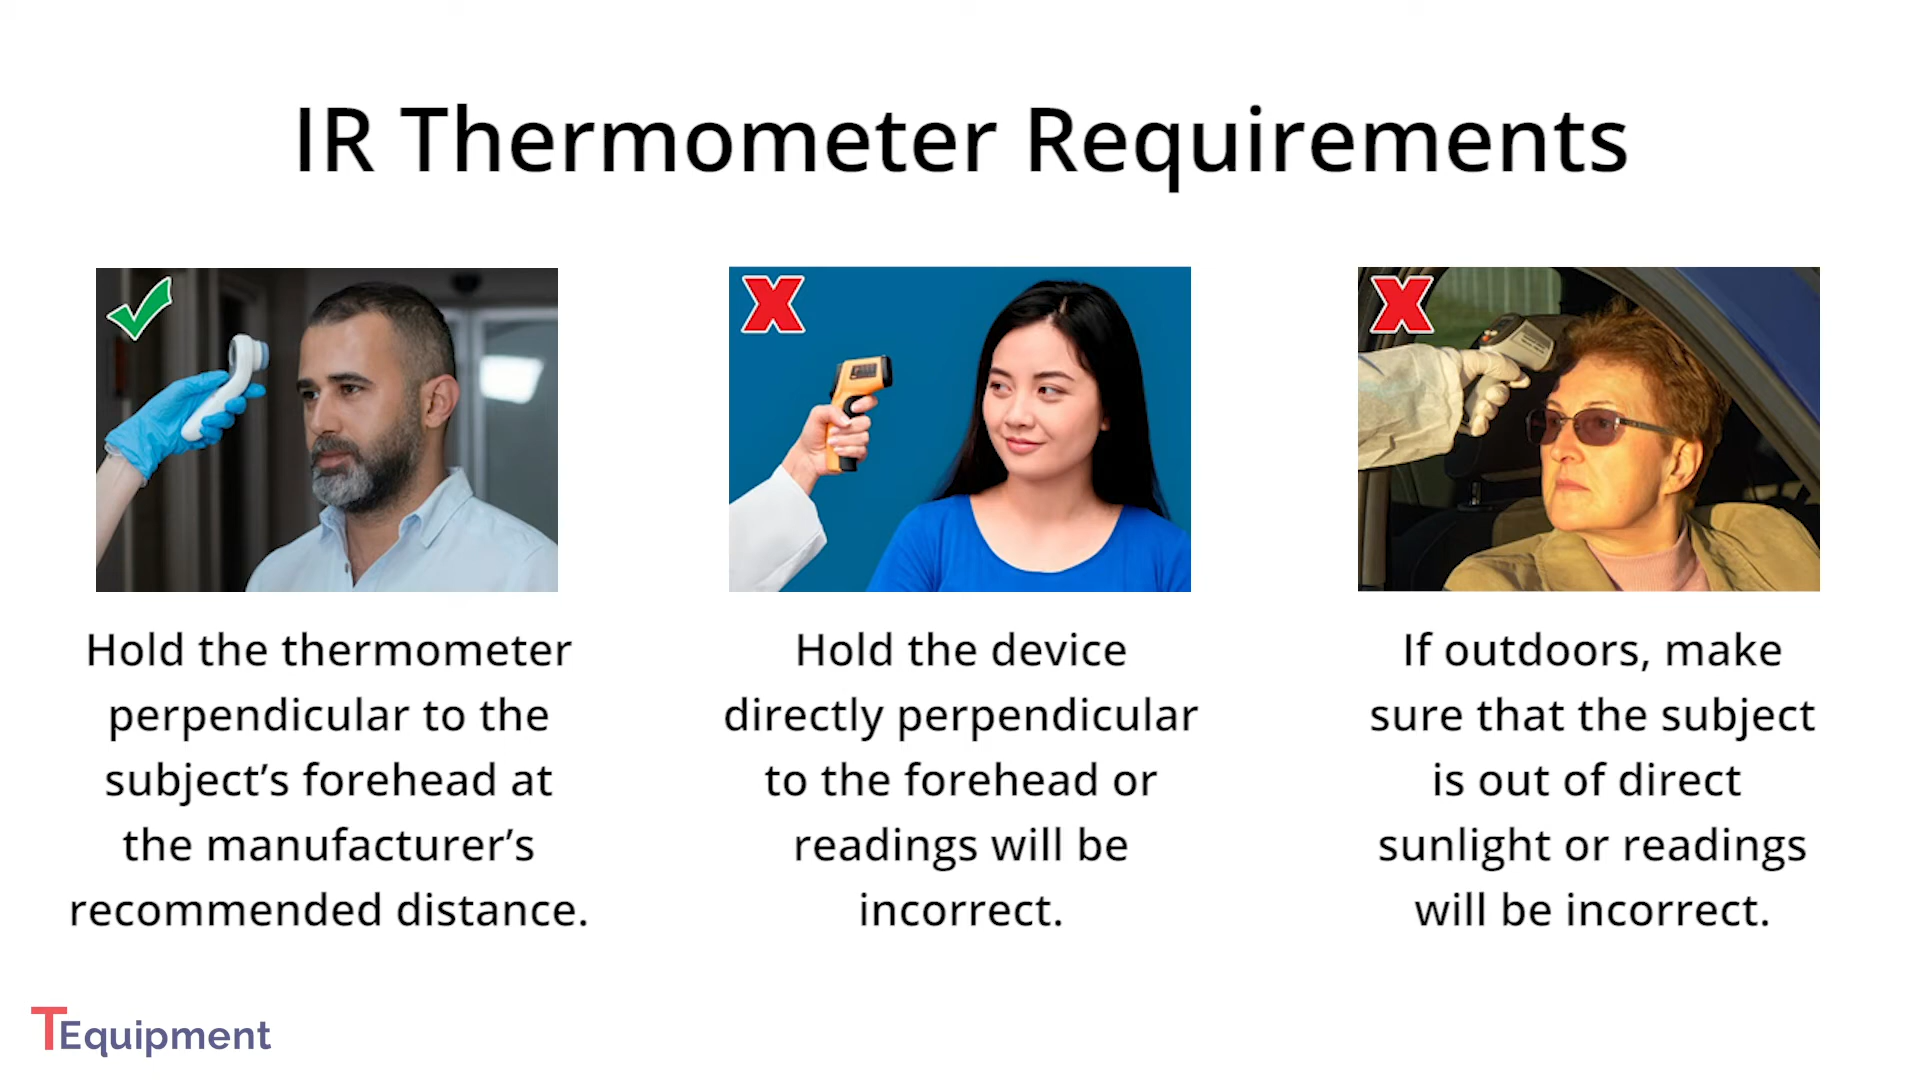 IR Thermometer Requirements
Hold the thermometer
perpendicular to the
subject’s forehead at
the manufacturer’s
recommended distance.
Hold the device
directly perpendicular
to the forehead or
readings will be
incorrect.
If outdoors, make
sure that the subject
is out of direct
sunlight or readings
will be incorrect.
TEquipment